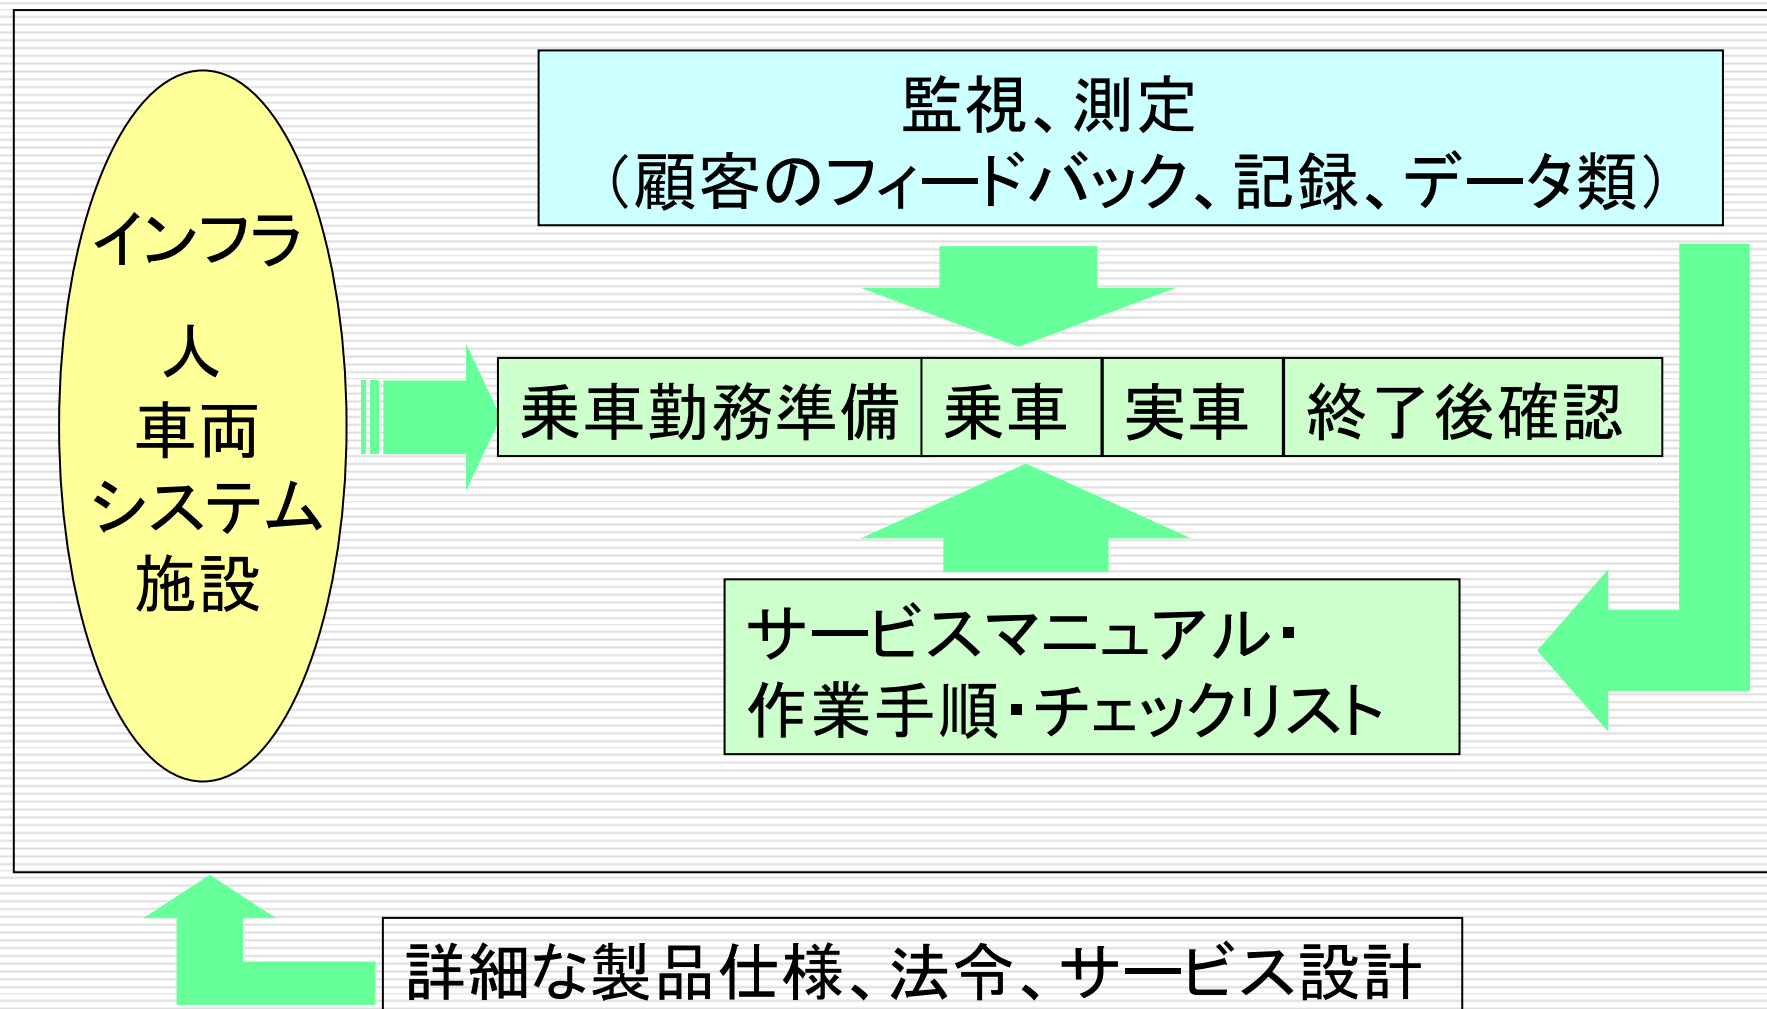 監視、測定
（顧客のフィードバック、記録、データ類）
インフラ
人
車両
システム
施設
乗車勤務準備 乗車 実車 終了後確認
サービスマニュアル・
作業手順・チェックリスト
詳細な製品仕様、法令、サービス設計